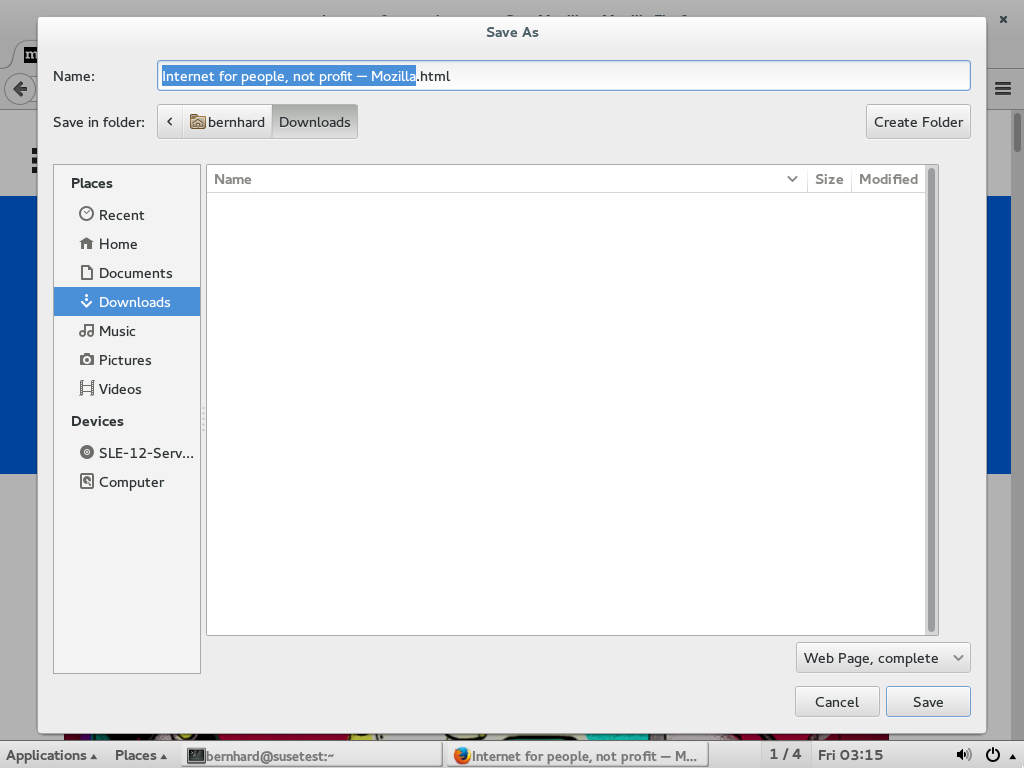 Save As
Name: Internet for people, not profit — Mozilla.html
Save in folder: bernhard Downloads Create Folder
Places
Name Size Modified
Recent
Home
Documents
Downloads
Music
Pictures
Videos
Devices
SLE-12-Serv...
Computer
Web Page, complete
Cancel Save
Applications Places bernhard@susetest:~ Internet for people, not profit — M... 1 / 4 Fri 03:15